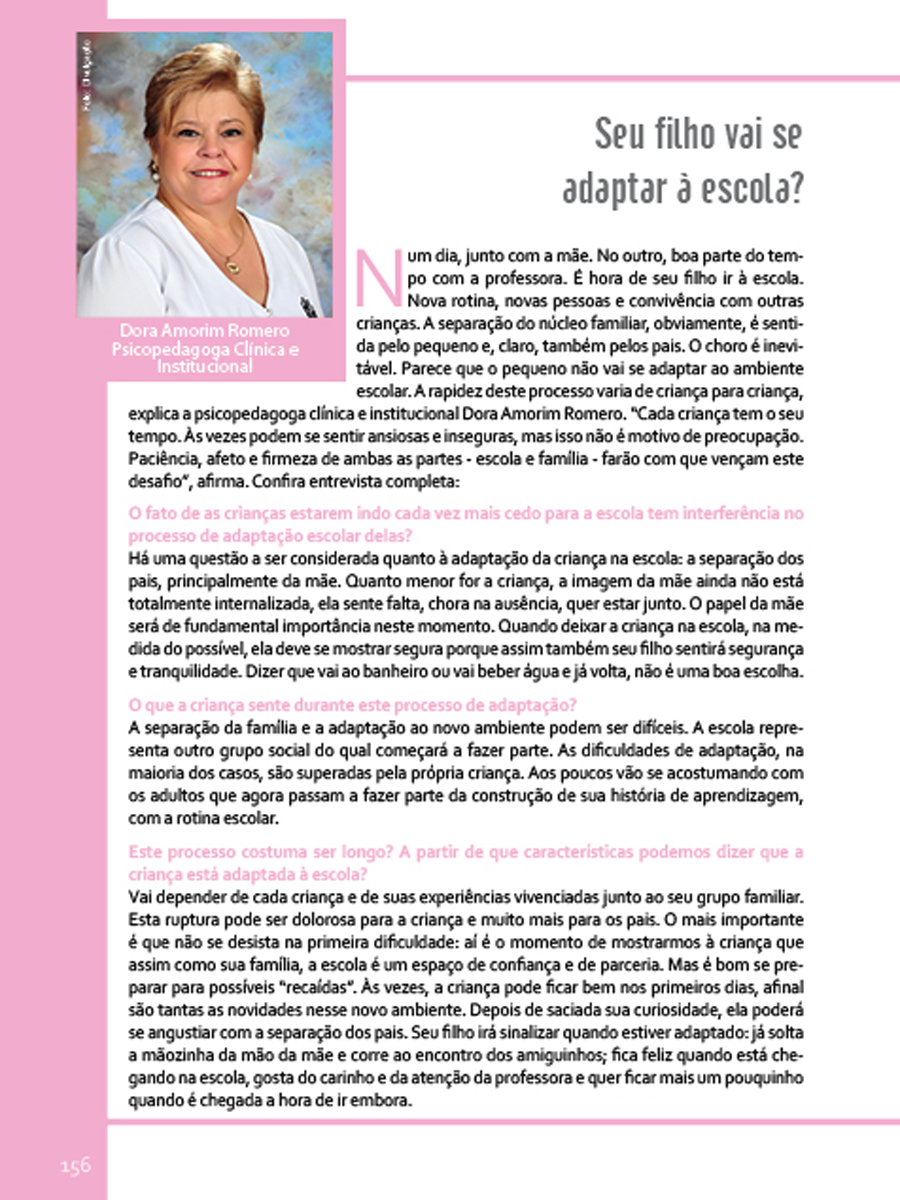 Foto: Divulgação
Dora Amorim Romero
Psicopedagoga Clínica e
Institucional
Seu filho vai se
adaptar à escola?
Num dia, junto com a mãe. No outro, boa parte do tem-
po com a professora. É hora de seu filho ir à escola.
Nova rotina, novas pessoas e convivência com outras
crianças. A separação do núcleo familiar, obviamente, é senti-
da pelo pequeno e, claro, também pelos pais. O choro é inevi-
tável. Parece que o pequeno não vai se adaptar ao ambiente
escolar. A rapidez deste processo varia de criança para criança,
explica a psicopedagoga clínica e institucional Dora Amorim Romero. "Cada criança tem o seu
tempo. Às vezes podem se sentir ansiosas e inseguras, mas isso não é motivo de preocupação.
Paciência, afeto e firmeza de ambas as partes - escola e família - farão com que vençam este
desafio", afirma. Confira entrevista completa:
O fato de as crianças estarem indo cada vez mais cedo para a escola tem interferência no
processo de adaptação escolar delas?
Há uma questão a ser considerada quanto à adaptação da criança na escola: a separação dos
pais, principalmente da mãe. Quanto menor for a criança, a imagem da mãe ainda não está
totalmente internalizada, ela sente falta, chora na ausência, quer estar junto. O papel da mãe
será de fundamental importância neste momento. Quando deixar a criança na escola, na me-
dida do possível, ela deve se mostrar segura porque assim também seu filho sentirá segurança
e tranquilidade. Dizer que vai ao banheiro ou vai beber água e já volta, não é uma boa escolha.
O que a criança sente durante este processo de adaptação?
A separação da família e a adaptação ao novo ambiente podem ser difíceis. A escola repre-
senta outro grupo social do qual começará a fazer parte. As dificuldades de adaptação, na
maioria dos casos, são superadas pela própria criança. Aos poucos vão se acostumando com
os adultos que agora passam a fazer parte da construção de sua história de aprendizagem,
com a rotina escolar.
Este processo costuma ser longo? A partir de que características podemos dizer que a
criança está adaptada à escola?
Vai depender de cada criança e de suas experiências vivenciadas junto ao seu grupo familiar.
Esta ruptura pode ser dolorosa para a criança e muito mais para os pais. O mais importante
é que não se desista na primeira dificuldade: aí é o momento de mostrarmos à criança que
assim como sua família, a escola é um espaço de confiança e de parceria. Mas é bom se pre-
parar para possíveis "recaídas". Às vezes, a criança pode ficar bem nos primeiros dias, afinal
são tantas as novidades nesse novo ambiente. Depois de saciada sua curiosidade, ela poderá
se angustiar com a separação dos pais. Seu filho irá sinalizar quando estiver adaptado: já solta
a mãozinha da mão da mãe e corre ao encontro dos amiguinhos; fica feliz quando está che-
gando na escola, gosta do carinho e da atenção da professora e quer ficar mais um pouquinho
quando é chegada a hora de ir embora.
156